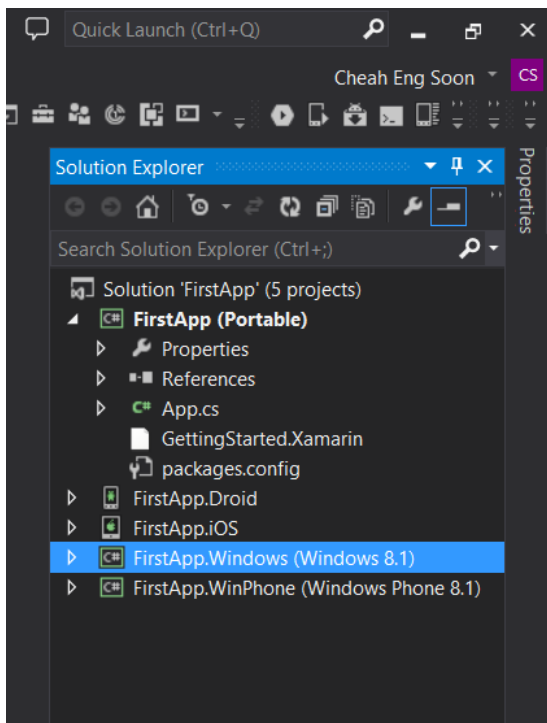 Quick Launch (Ctrl+Q)
Cheah Eng Soon CS
Solution Explorer
Properties
Search Solution Explorer (Ctrl+;)
Solution 'FirstApp' (5 projects)
C# FirstApp (Portable)
Properties
References
C# App.cs
GettingStarted.Xamarin
packages.config
FirstApp.Droid
FirstApp.iOS
C# FirstApp.Windows (Windows 8.1)
C# FirstApp.WinPhone (Windows Phone 8.1)